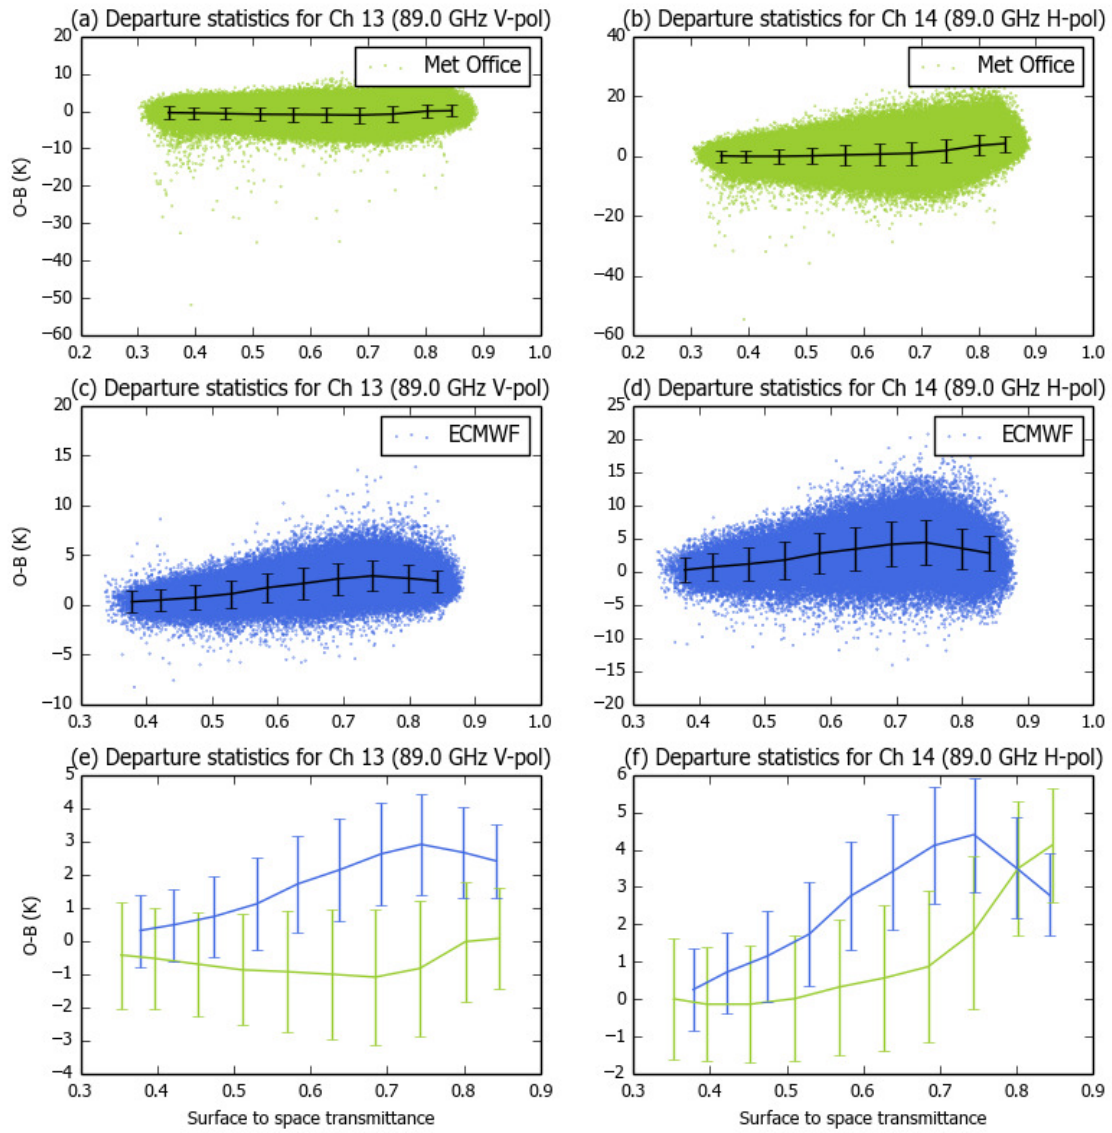 (a) Departure statistics for Ch 13 (89.0 GHz V-pol)
20
10
0
−10
−20
−30
−40
−50
−60
O-B (K)
Met Office
0.2 0.3 0.4 0.5 0.6 0.7 0.8 0.9 1.0
(b) Departure statistics for Ch 14 (89.0 GHz H-pol)
40
20
0
−20
−40
−60
Met Office
0.2 0.3 0.4 0.5 0.6 0.7 0.8 0.9 1.0
(c) Departure statistics for Ch 13 (89.0 GHz V-pol)
20
15
10
5
0
−5
−10
O-B (K)
ECMWF
0.3 0.4 0.5 0.6 0.7 0.8 0.9 1.0
(d) Departure statistics for Ch 14 (89.0 GHz H-pol)
25
20
15
10
5
0
−5
−10
−15
−20
ECMWF
0.3 0.4 0.5 0.6 0.7 0.8 0.9 1.0
(e) Departure statistics for Ch 13 (89.0 GHz V-pol)
5
4
3
2
1
0
−1
−2
−3
−4
O-B (K)
0.3 0.4 0.5 0.6 0.7 0.8 0.9
Surface to space transmittance
(f) Departure statistics for Ch 14 (89.0 GHz H-pol)
6
5
4
3
2
1
0
−1
−2
0.3 0.4 0.5 0.6 0.7 0.8 0.9
Surface to space transmittance